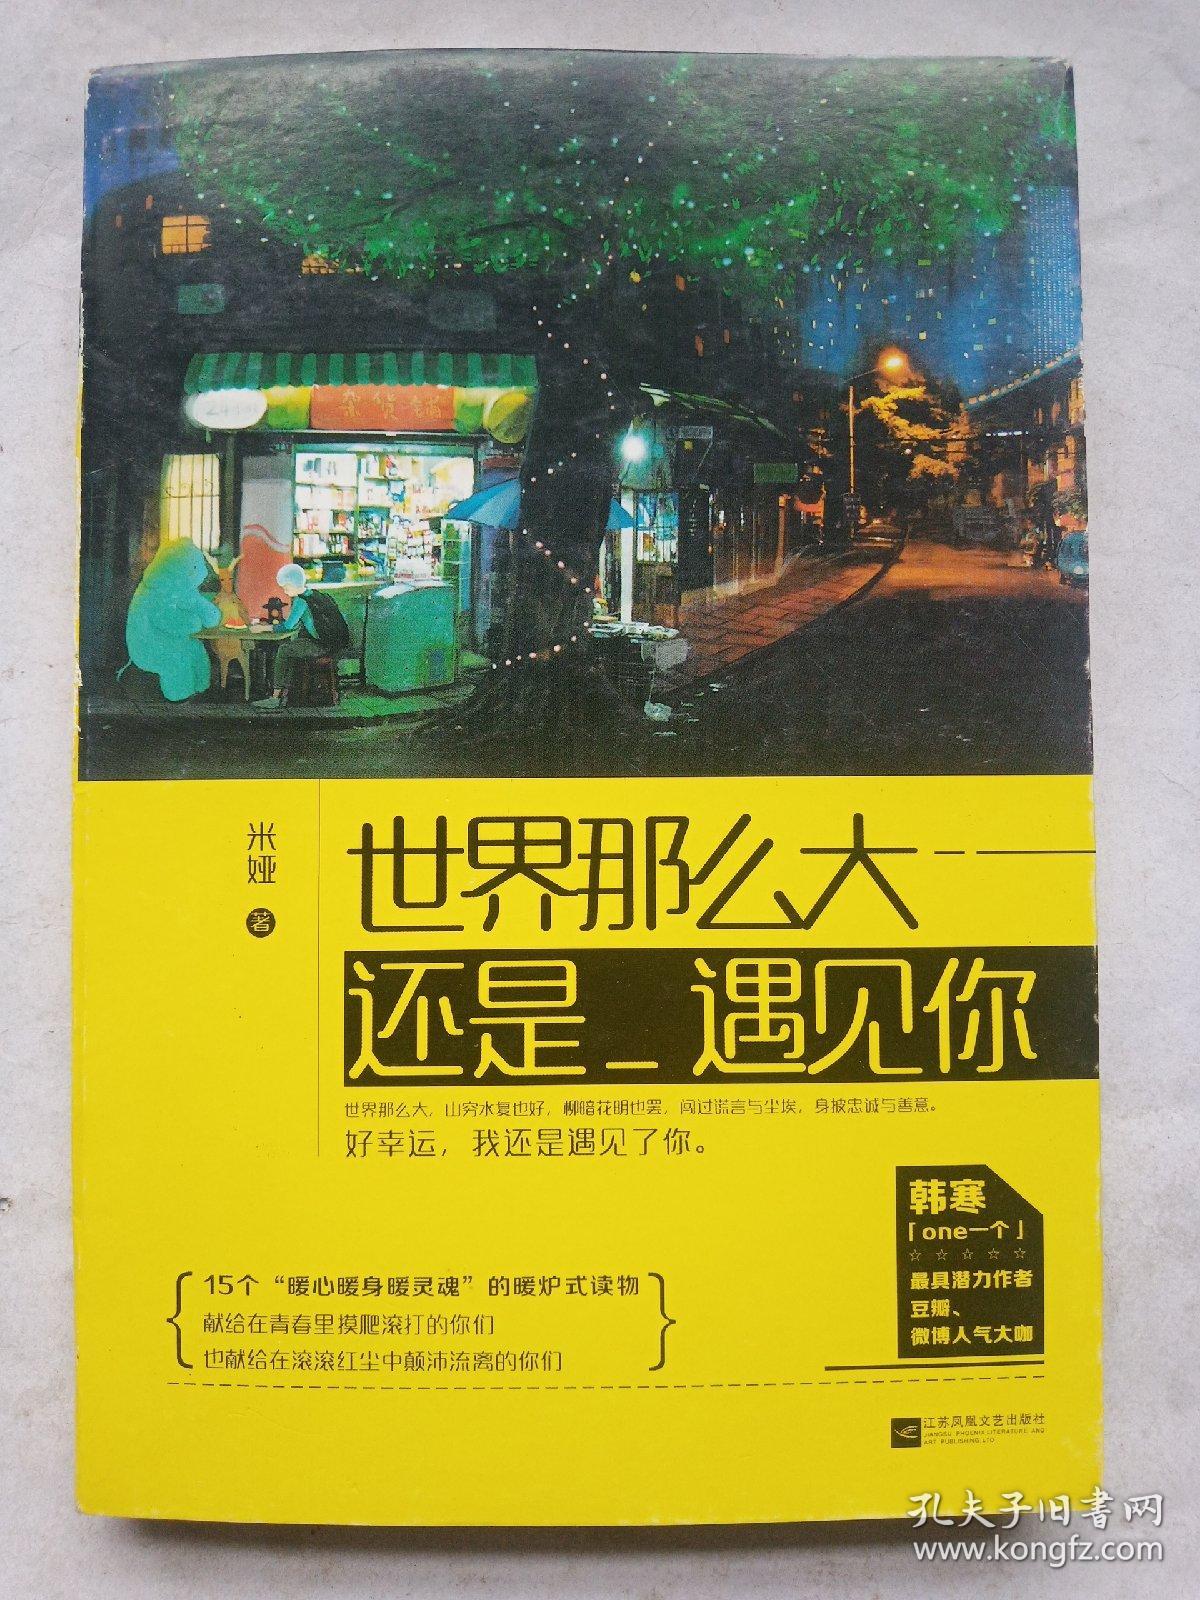 24
杂货铺
米娅
著
世界那么大
还是_遇见你
世界那么大，山穷水复也好，柳暗花明也罢，闯过谎言与尘埃，身披忠诚与善意。
好幸运，我还是遇见了你。
韩寒
「one一个」
☆☆☆☆☆
最具潜力作者
豆瓣、
微博人气大咖
15个“暖心暖身暖灵魂”的暖炉式读物
献给在青春里摸爬滚打的你们
也献给在滚滚红尘中颠沛流离的你们
江苏凤凰文艺出版社
JIANGSU PHOENIX LITERATURE AND
ART PUBLISHING, LTD
孔夫子旧书网
www.kongfz.com